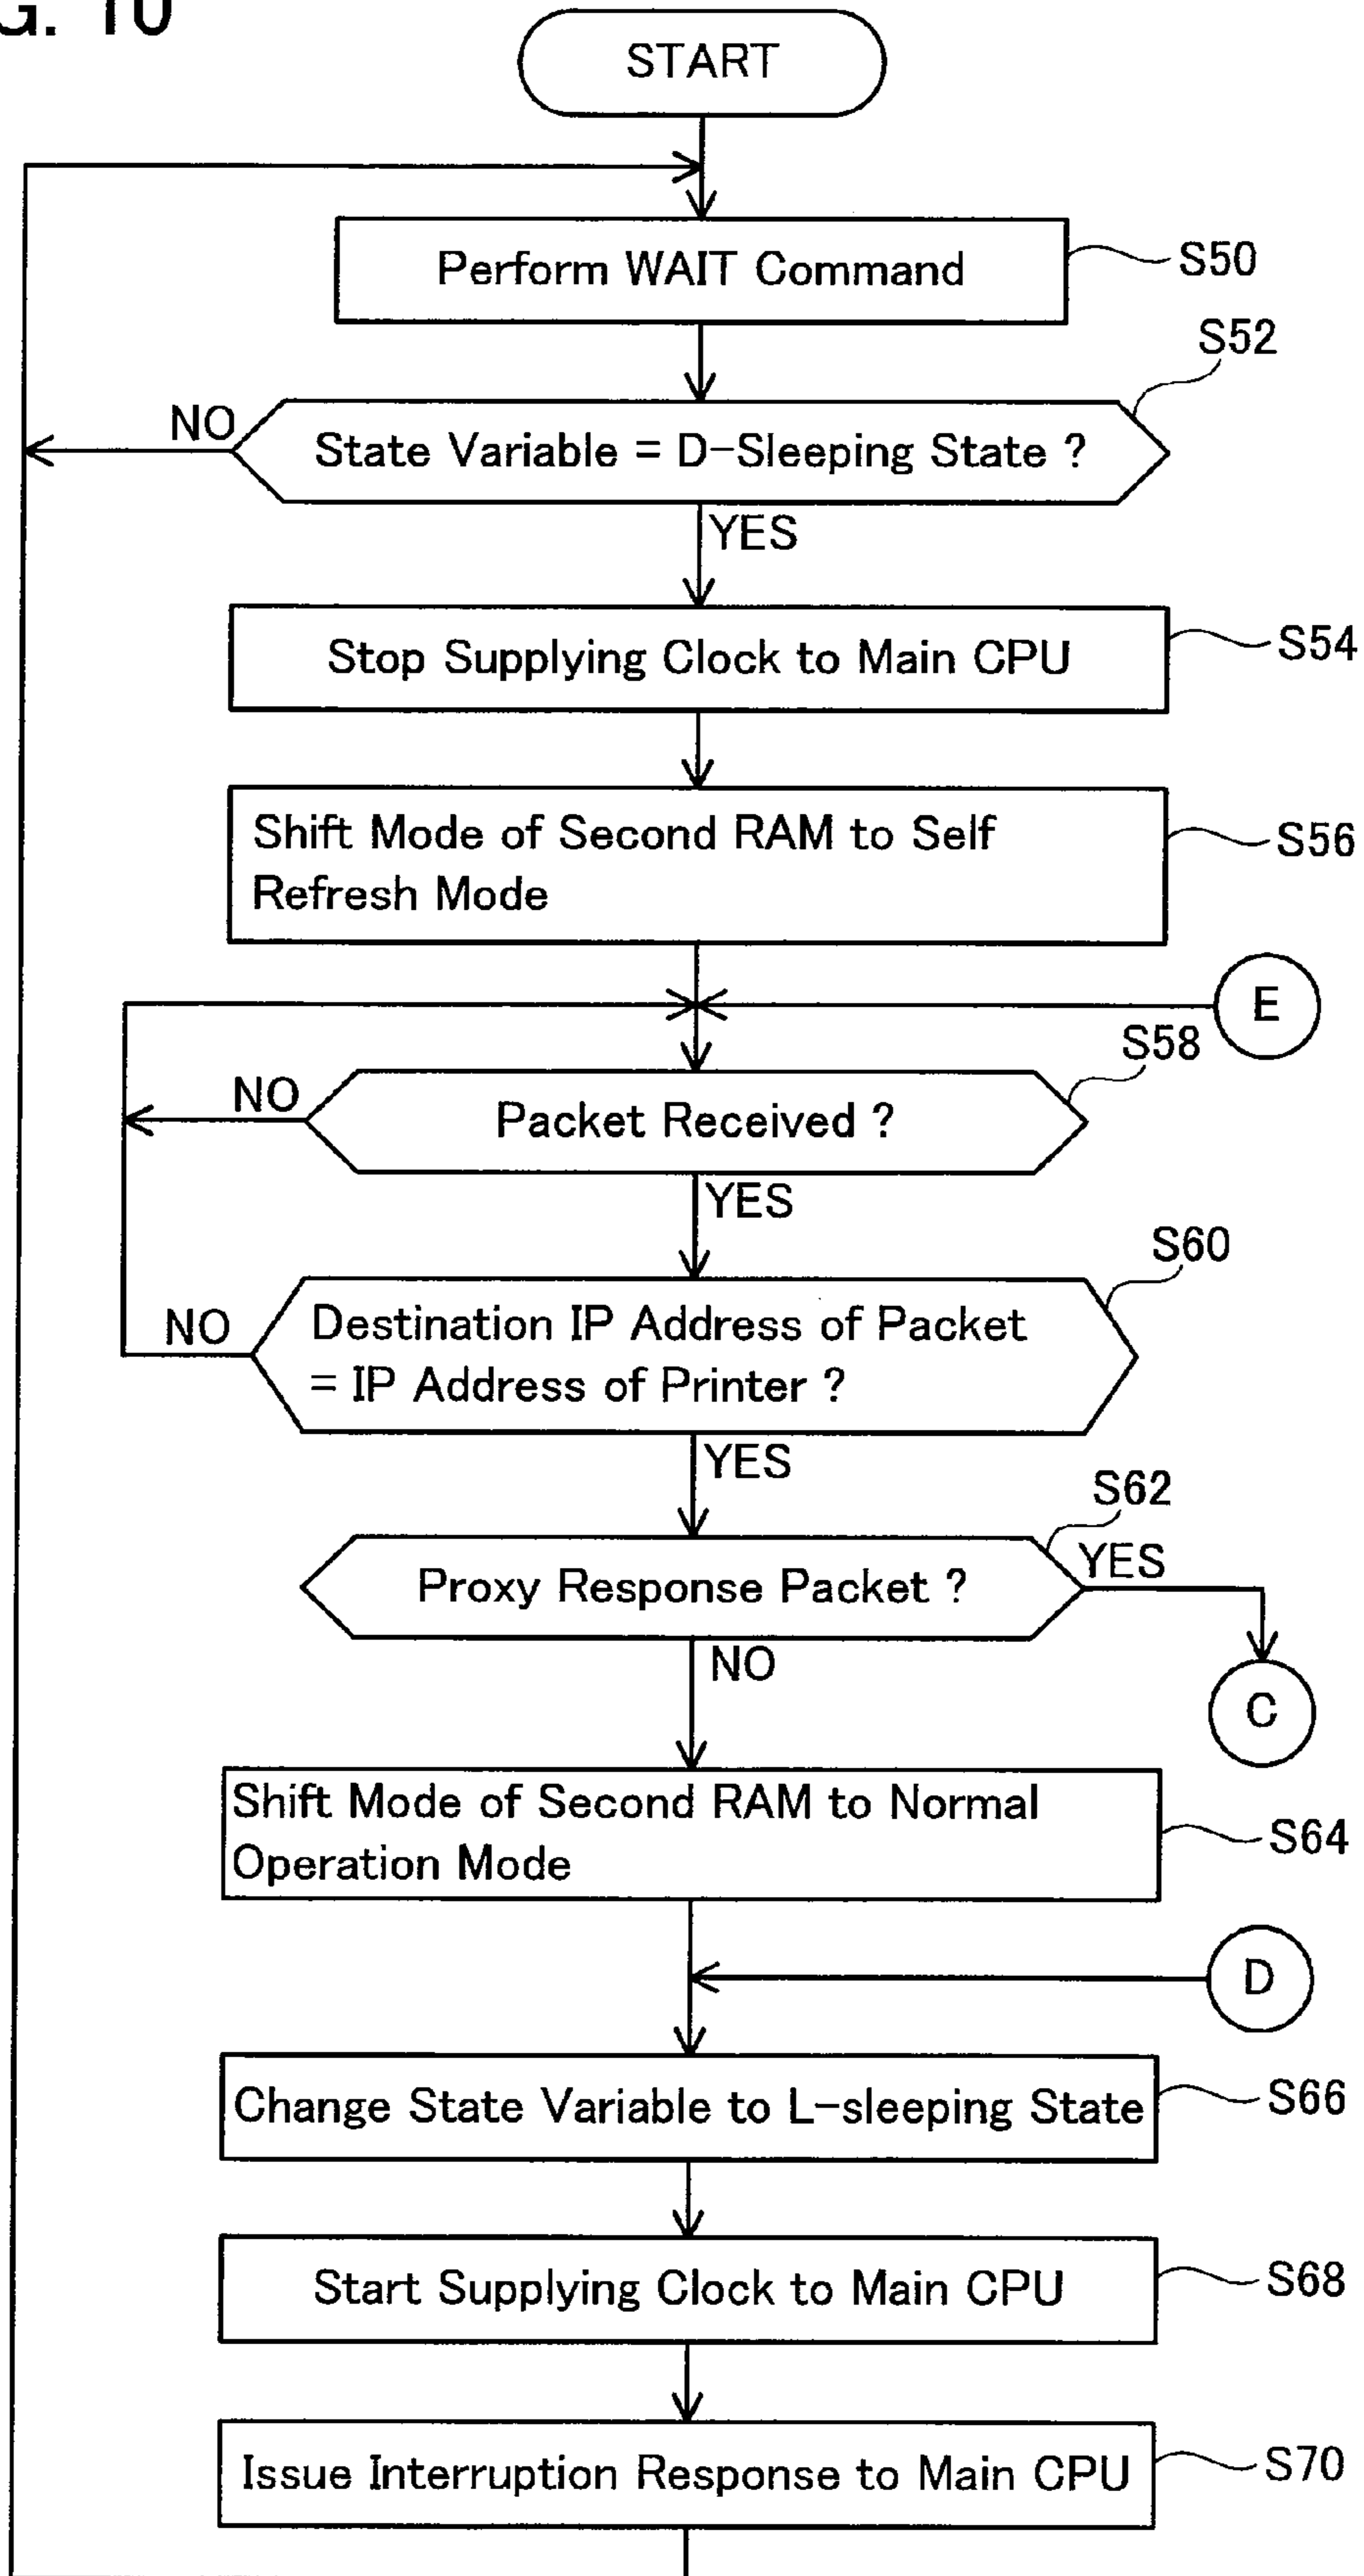 G. 10
START
Perform WAIT Command
S50
S52
NO
State Variable = D-Sleeping State ?
YES
Stop Supplying Clock to Main CPU
S54
Shift Mode of Second RAM to Self
Refresh Mode
S56
E
S58
NO
Packet Received ?
YES
S60
NO
Destination IP Address of Packet
= IP Address of Printer ?
YES
S62
Proxy Response Packet ?
YES
NO
C
Shift Mode of Second RAM to Normal
Operation Mode
S64
D
Change State Variable to L-sleeping State
S66
Start Supplying Clock to Main CPU
S68
Issue Interruption Response to Main CPU
S70